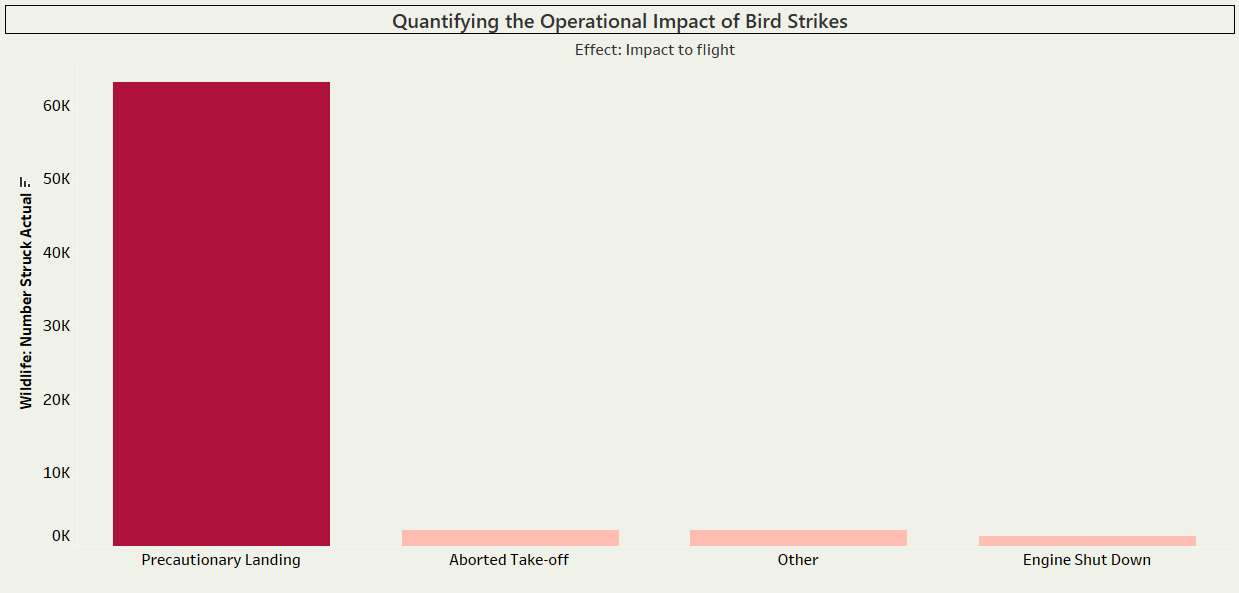 Quantifying the Operational Impact of Bird Strikes
Effect: Impact to flight
Wildlife: Number Struck Actual
60K
50K
40K
30K
20K
10K
0K
Precautionary Landing
Aborted Take-off
Other
Engine Shut Down